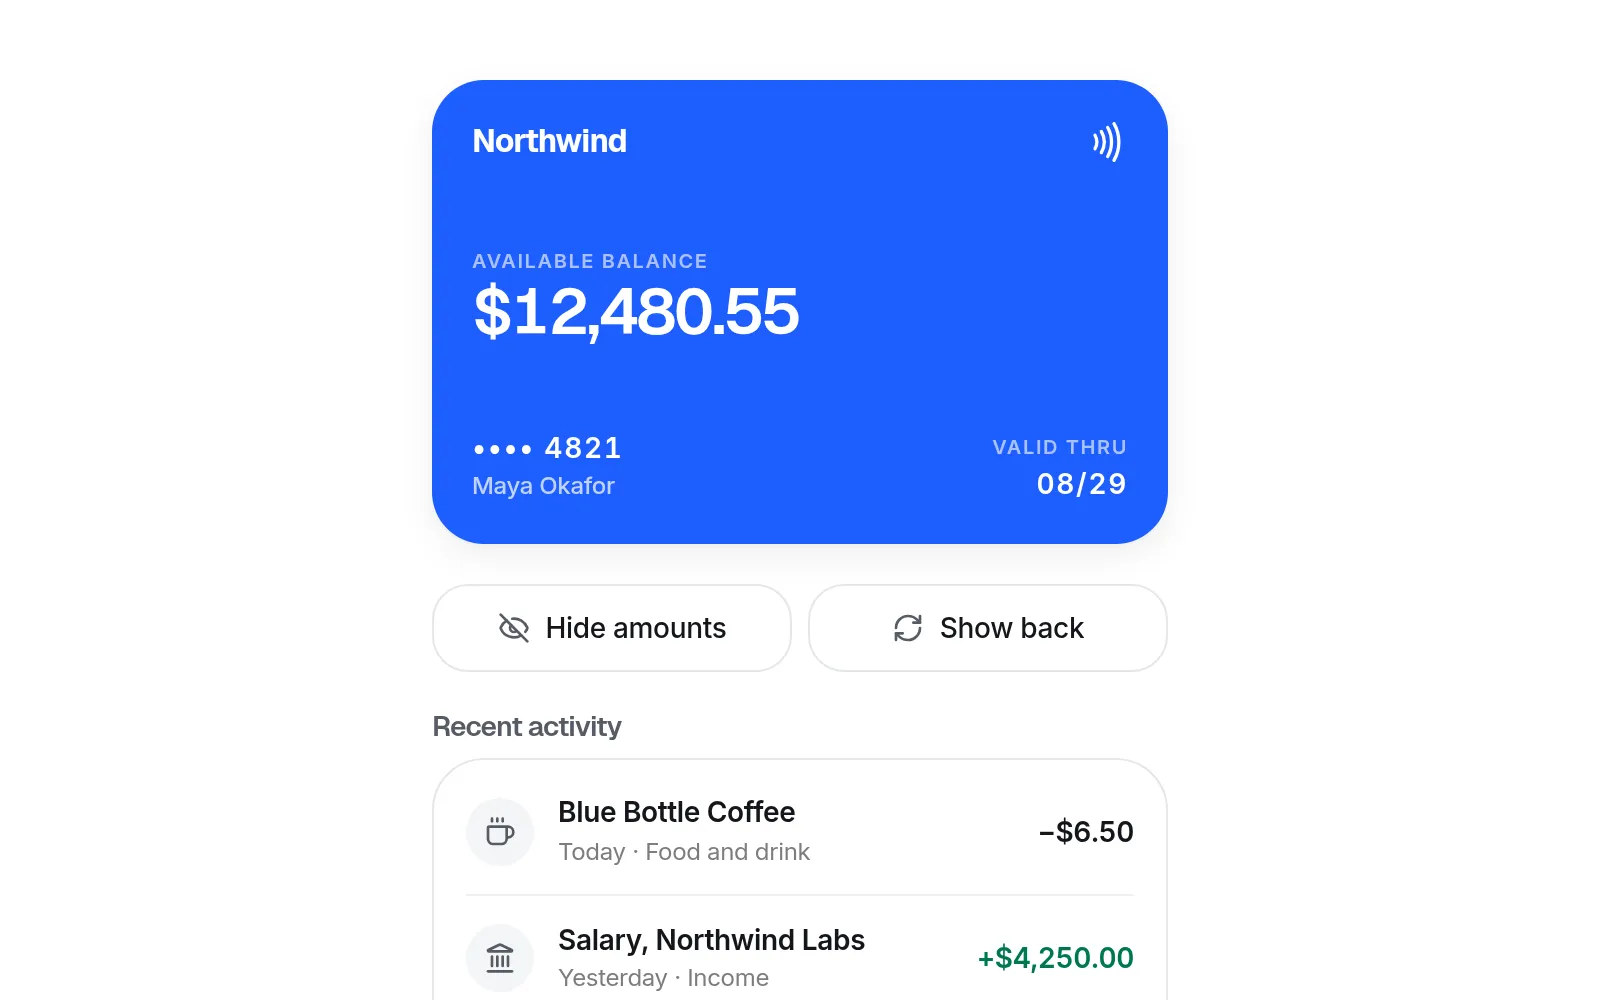 Northwind
AVAILABLE BALANCE
$12,480.55
•••• 4821
Maya Okafor
VALID THRU
08/29
Hide amounts
Show back
Recent activity
Blue Bottle Coffee
Today · Food and drink
−$6.50
Salary, Northwind Labs
Yesterday · Income
+$4,250.00